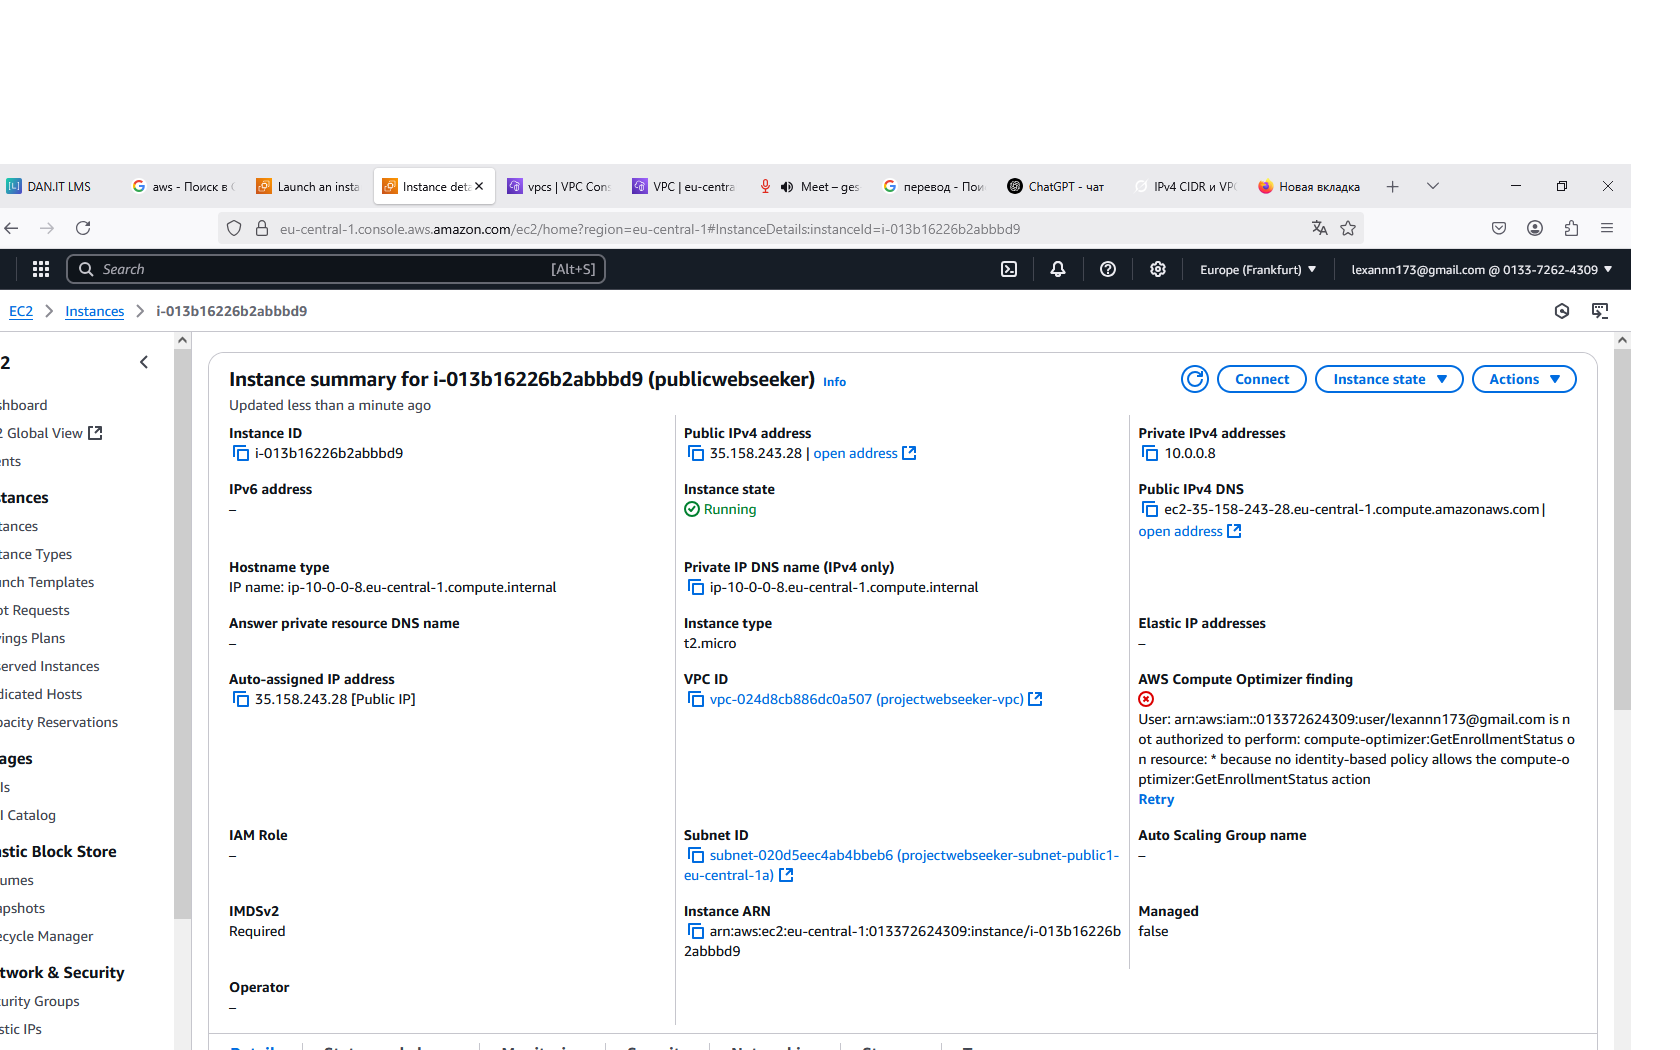 DAN.IT LMS
aws - Поиск в
Launch an insta
Instance deta
vpcs | VPC Con
VPC | eu-centra
Meet – ges
перевод - Пои
ChatGPT - чат
IPv4 CIDR и VP
Новая вкладка
eu-central-1.console.aws.amazon.com/ec2/home?region=eu-central-1#InstanceDetails:instanceId=i-013b16226b2abbbd9
Search [Alt+S]
Europe (Frankfurt)
lexannn173@gmail.com @ 0133-7262-4309
EC2 > Instances > i-013b16226b2abbbd9
2
shboard
2 Global View
ents
stances
tances
tance Types
unch Templates
ot Requests
vings Plans
served Instances
dicated Hosts
pacity Reservations
ages
Is
I Catalog
astic Block Store
umes
apshots
ecycle Manager
twork & Security
curity Groups
stic IPs
Instance summary for i-013b16226b2abbbd9 (publicwebseeker) Info
Connect
Instance state
Actions
Updated less than a minute ago
Instance ID
i-013b16226b2abbbd9
Public IPv4 address
35.158.243.28 | open address
Private IPv4 addresses
10.0.0.8
IPv6 address
–
Instance state
Running
Public IPv4 DNS
ec2-35-158-243-28.eu-central-1.compute.amazonaws.com |
open address
Hostname type
IP name: ip-10-0-0-8.eu-central-1.compute.internal
Private IP DNS name (IPv4 only)
ip-10-0-0-8.eu-central-1.compute.internal
Answer private resource DNS name
–
Instance type
t2.micro
Elastic IP addresses
–
Auto-assigned IP address
35.158.243.28 [Public IP]
VPC ID
vpc-024d8cb886dc0a507 (projectwebseeker-vpc)
AWS Compute Optimizer finding
User: arn:aws:iam::013372624309:user/lexannn173@gmail.com is n
ot authorized to perform: compute-optimizer:GetEnrollmentStatus o
n resource: * because no identity-based policy allows the compute-o
ptimizer:GetEnrollmentStatus action
Retry
IAM Role
–
Subnet ID
subnet-020d5eec4ab4bbeb6 (projectwebseeker-subnet-public1-
eu-central-1a)
Auto Scaling Group name
–
IMDSv2
Required
Instance ARN
arn:aws:ec2:eu-central-1:013372624309:instance/i-013b16226b
2abbbd9
Managed
false
Operator
–